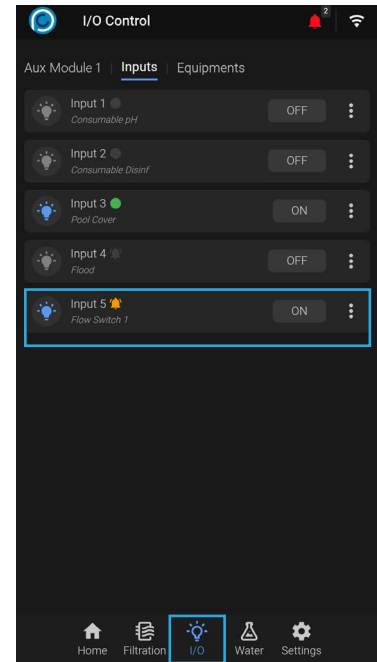 I/O Control
2
Aux Module 1 | Inputs | Equipments
Input 1
Consumable pH
OFF
Input 2
Consumable Disinf
OFF
Input 3
Pool Cover
ON
Input 4
Flood
OFF
Input 5
Flow Switch 1
ON
Home Filtration I/O Water Settings